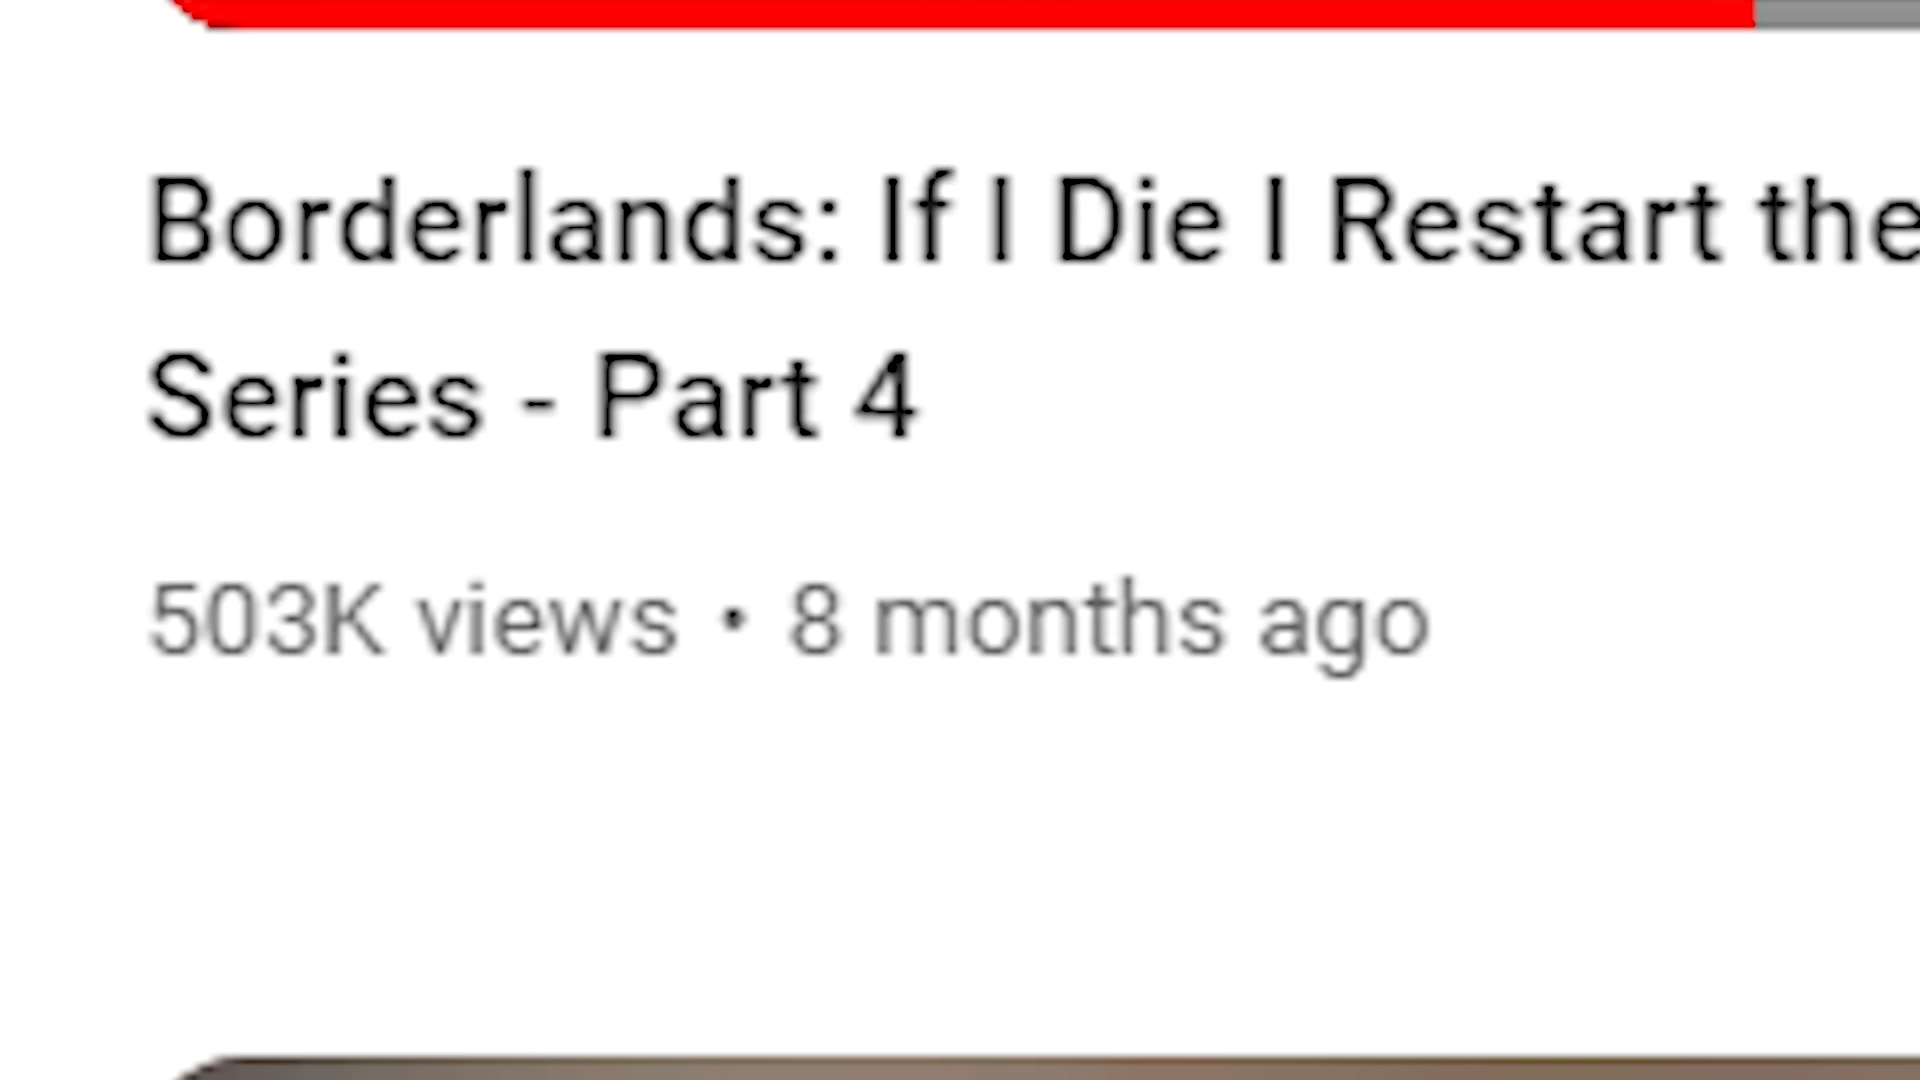 Borderlands: If I Die I Restart the
Series - Part 4
503K views • 8 months ago